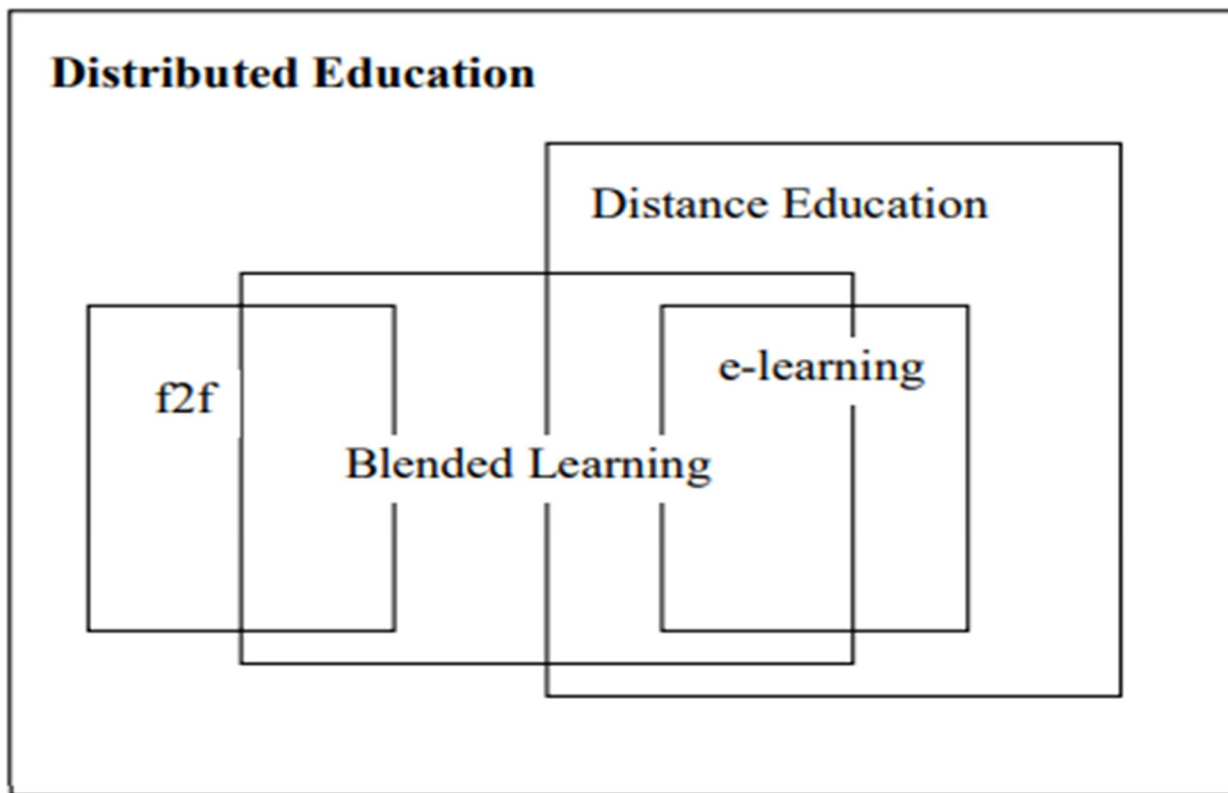 Distributed Education
Distance Education
e-learning
f2f
Blended Learning